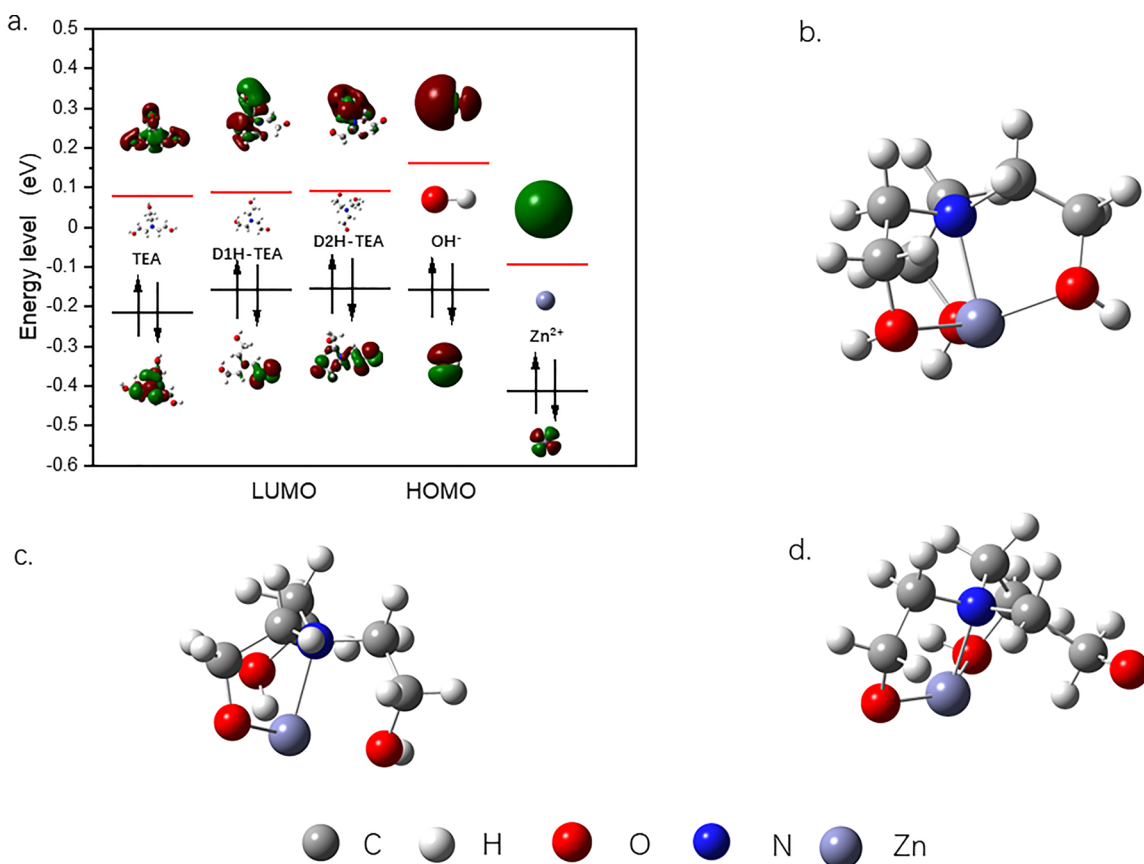 a.
b.
Energy level (eV)
0.5
0.4
0.3
0.2
0.1
0
-0.1
-0.2
-0.3
-0.4
-0.5
-0.6
TEA
D1H-TEA
D2H-TEA
OH⁻
Zn²⁺
LUMO HOMO
c.
d.
C H O N Zn